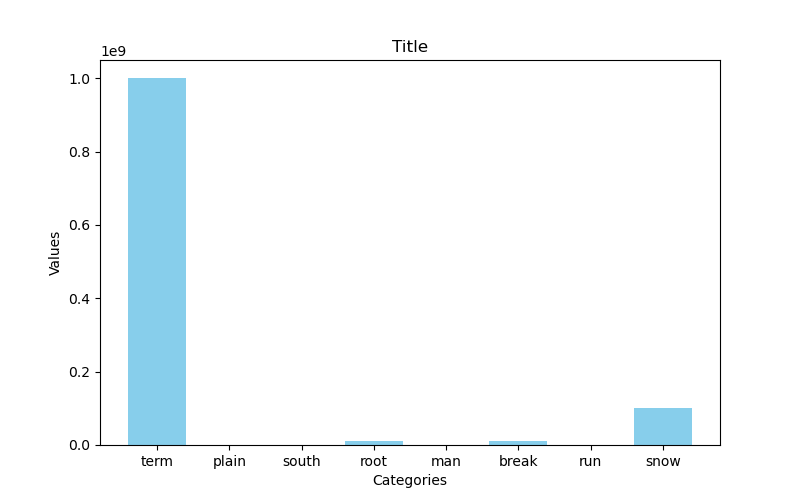 Title
1e9
1.0
0.8
0.6
0.4
0.2
0.0
Values
term plain south root man break run snow
Categories